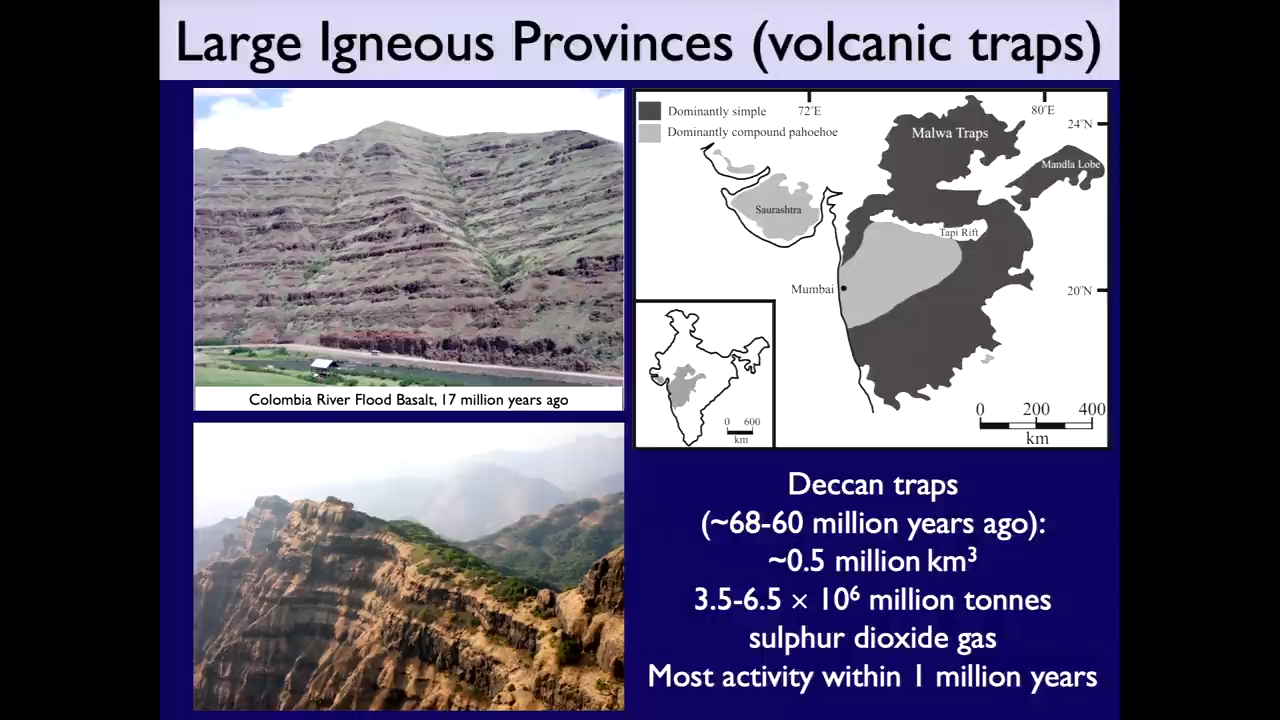 Large Igneous Provinces (volcanic traps)
Colombia River Flood Basalt, 17 million years ago
Dominantly simple
Dominantly compound pahoehoe
72°E
80°E
24°N
Malwa Traps
Mandla Lobe
Saurashtra
Tapi Rift
Mumbai
20°N
0 600
km
0 200 400
km
Deccan traps
(~68-60 million years ago):
~0.5 million km³
3.5-6.5 × 10⁶ million tonnes
sulphur dioxide gas
Most activity within 1 million years